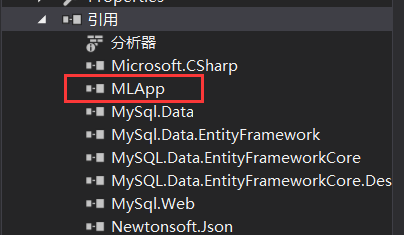 引用
分析器
Microsoft.CSharp
MLApp
MySql.Data
MySql.Data.EntityFramework
MySQL.Data.EntityFrameworkCore
MySQL.Data.EntityFrameworkCore.Des
MySql.Web
Newtonsoft.Json